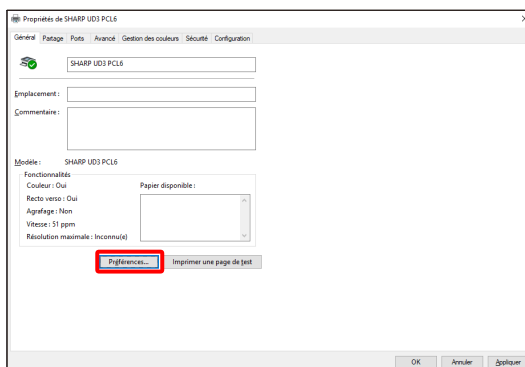 Propriétés de SHARP UD3 PCL6
Général Partage Ports Avancé Gestion des couleurs Sécurité Configuration
SHARP UD3 PCL6
Emplacement :
Commentaire :
Modèle : SHARP UD3 PCL6
Fonctionnalités
Couleur : Oui Papier disponible :
Recto verso : Oui
Agrafage : Non
Vitesse : 51 ppm
Résolution maximale : Inconnu(e)
Préférences... Imprimer une page de test
OK Annuler Appliquer